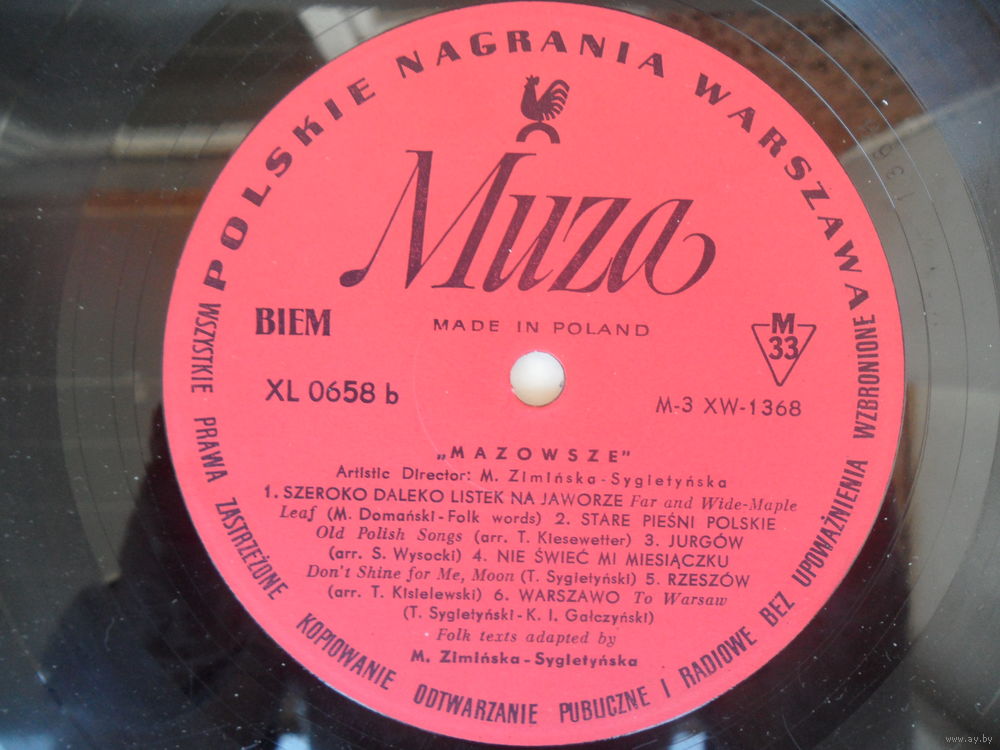 POLSKIE NAGRANIA WARSZAWA
Muza
BIEM
MADE IN POLAND
M
33
XL 0658 b
M-3 XW-1368
„MAZOWSZE"
Artistic Director: M. Zimińska-Sygietyńska
1. SZEROKO DALEKO LISTEK NA JAWORZE Far and Wide-Maple
Leaf (M. Domański-Folk words) 2. STARE PIEŚNI POLSKIE
Old Polish Songs (arr. T. Kiesewetter) 3. JURGÓW
(arr. S. Wysocki) 4. NIE ŚWIEĆ MI MIESIĄCZKU
Don't Shine for Me, Moon (T. Sygietyński) 5. RZESZÓW
(arr. T. Kisielewski) 6. WARSZAWO To Warsaw
(T. Sygietyński-K. I. Gałczyński)
Folk texts adapted by
M. Zimińska-Sygietyńska
WSZYSTKIE PRAWA ZASTRZEŻONE KOPIOWANIE ODTWARZANIE PUBLICZNE I RADIOWE BEZ UPOWAŻNIENIA WZBRONIONE
www.ay.by